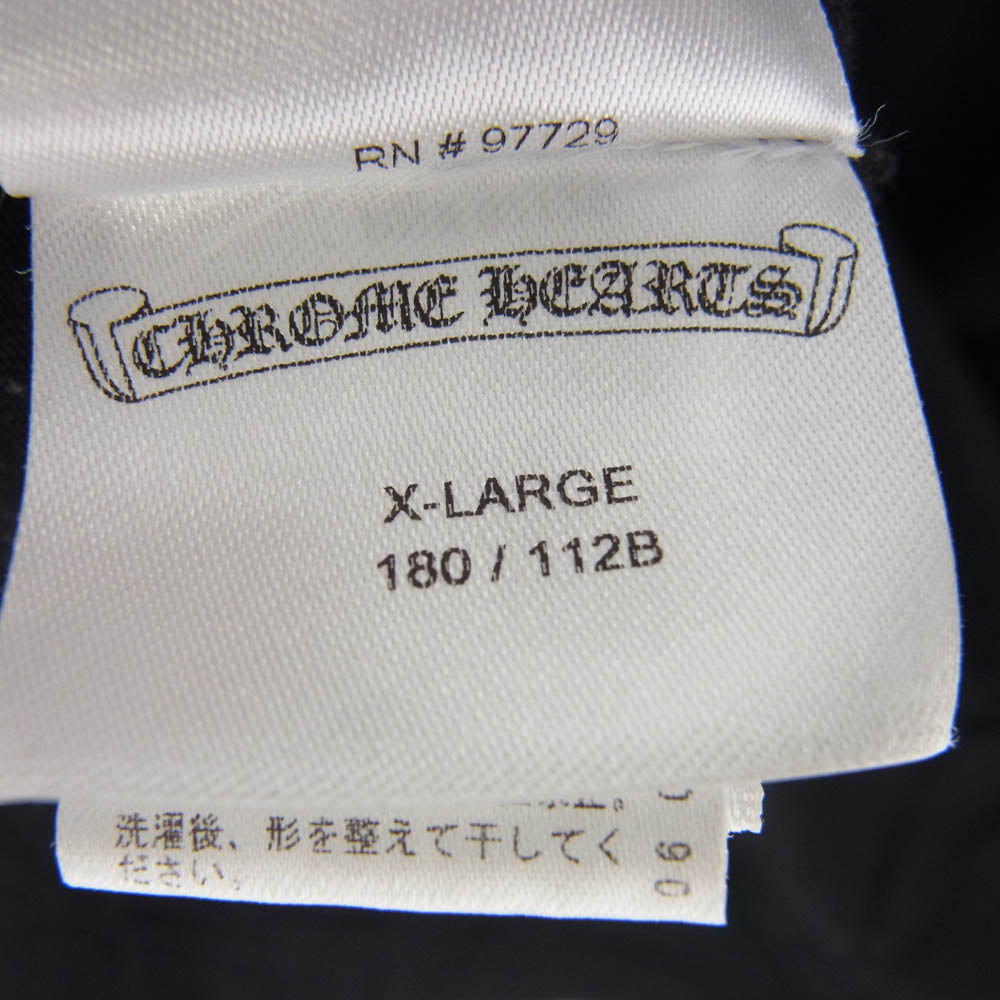 RN # 97729
CHROME HEARTS
X-LARGE
180 / 112B
洗濯後、形を整えて干してく
ださい。